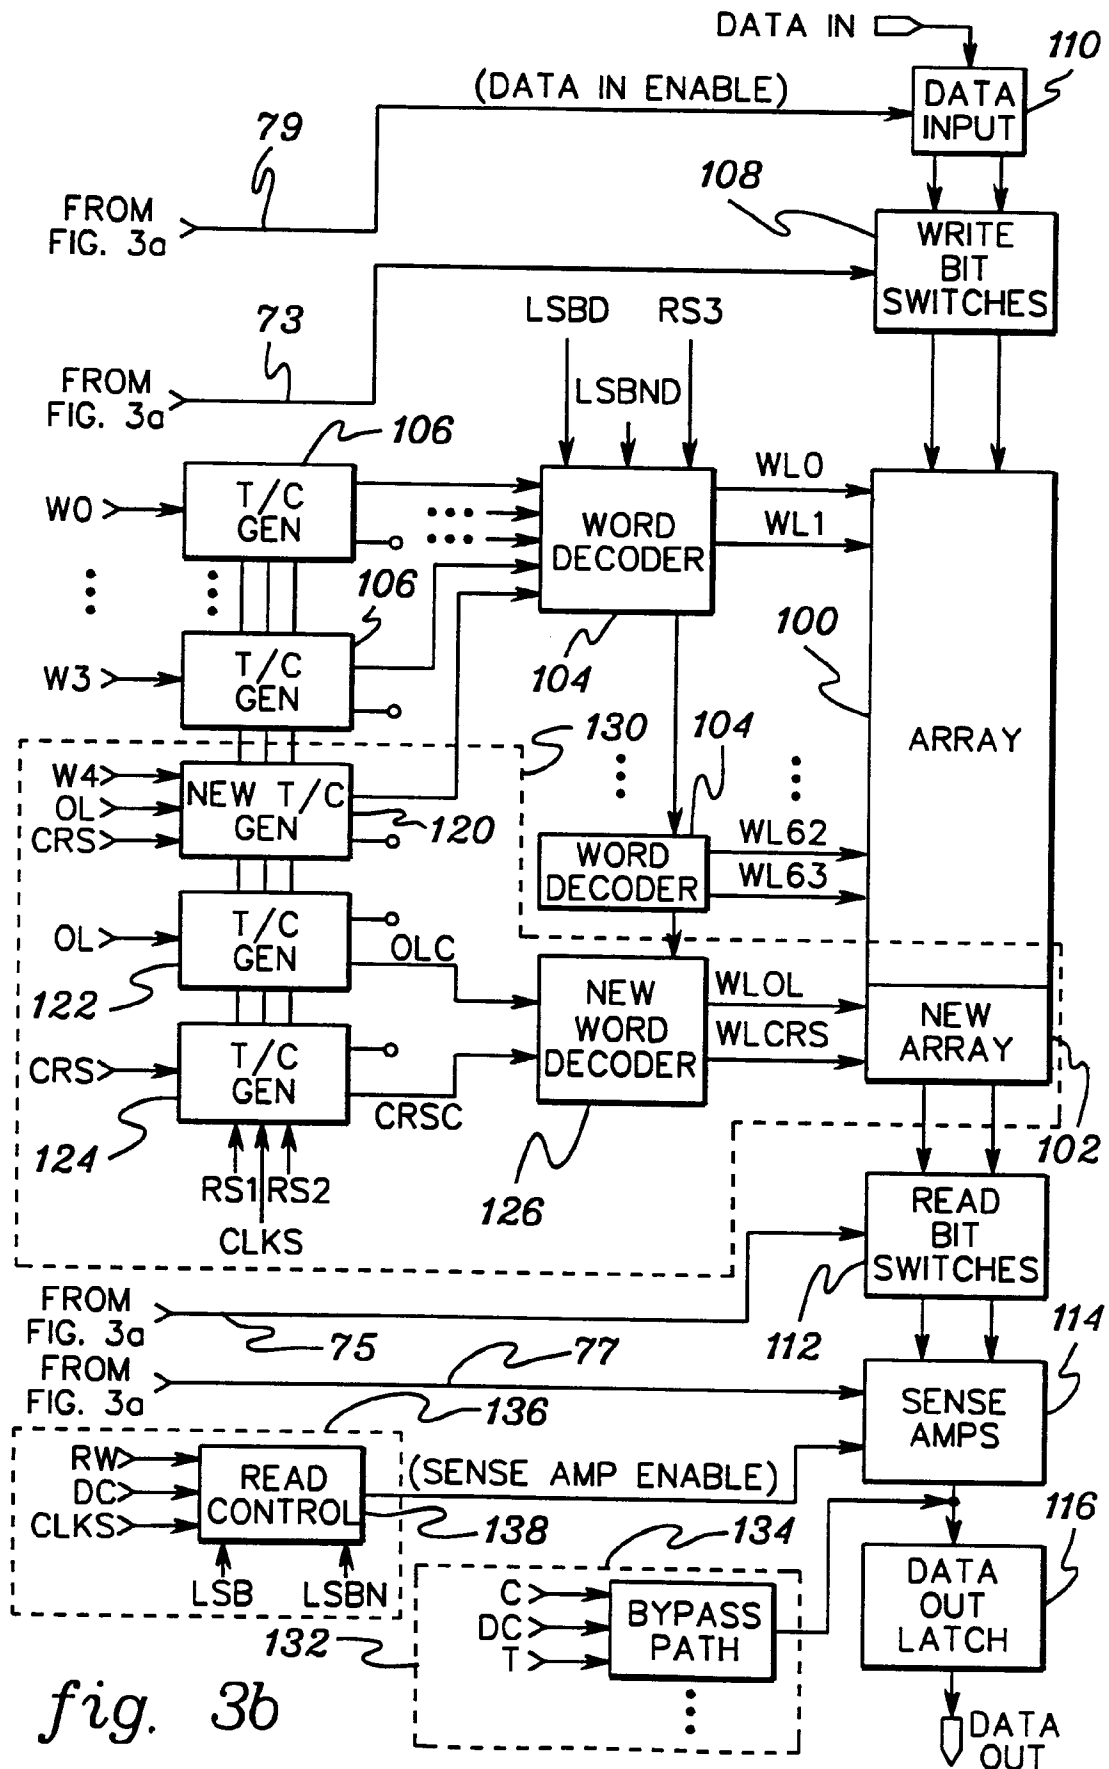 DATA IN
110
(DATA IN ENABLE)
DATA
INPUT
79
108
FROM
FIG. 3a
WRITE
BIT
SWITCHES
73
LSBD
RS3
FROM
FIG. 3a
LSBND
106
W0
T/C
GEN
WORD
DECODER
WL0
WL1
106
W3
T/C
GEN
104
100
ARRAY
130
104
W4
OL
CRS
NEW T/C
GEN
120
WORD
DECODER
WL62
WL63
OL
T/C
GEN
OLC
122
NEW
WORD
DECODER
WLOL
WLCRS
NEW
ARRAY
CRS
T/C
GEN
CRSC
124
RS1
RS2
CLKS
126
102
READ
BIT
SWITCHES
FROM
FIG. 3a
75
112
77
114
FROM
FIG. 3a
136
SENSE
AMPS
RW
DC
CLKS
READ
CONTROL
(SENSE AMP ENABLE)
138
134
116
LSB
LSBN
C
DC
T
BYPASS
PATH
DATA
OUT
LATCH
132
fig. 3b
DATA
OUT